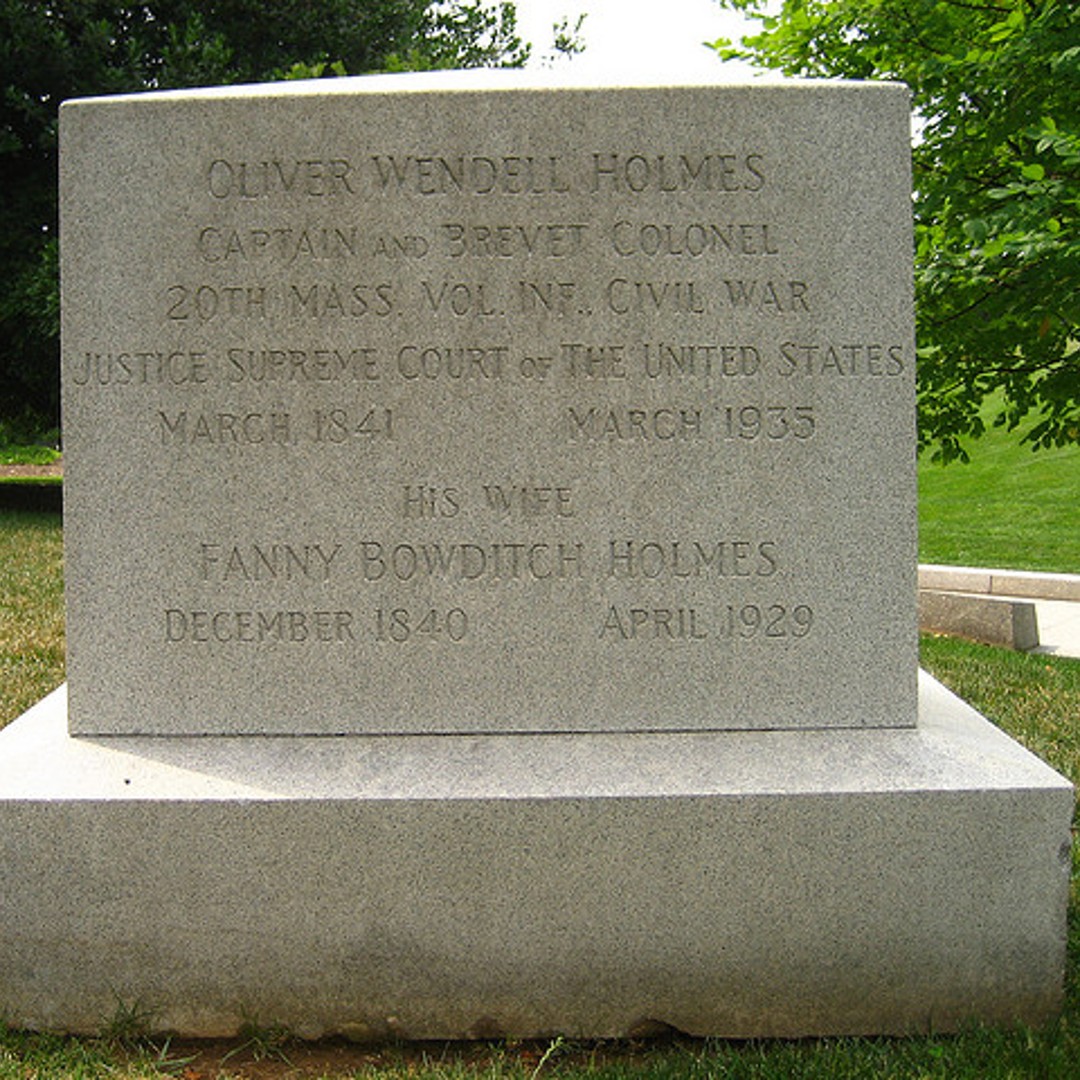 OLIVER WENDELL HOLMES
CAPTAIN AND BREVET COLONEL
20TH MASS. VOL. INF., CIVIL WAR
JUSTICE SUPREME COURT OF THE UNITED STATES
MARCH 1841 MARCH 1935
HIS WIFE
FANNY BOWDITCH HOLMES
DECEMBER 1840 APRIL 1929